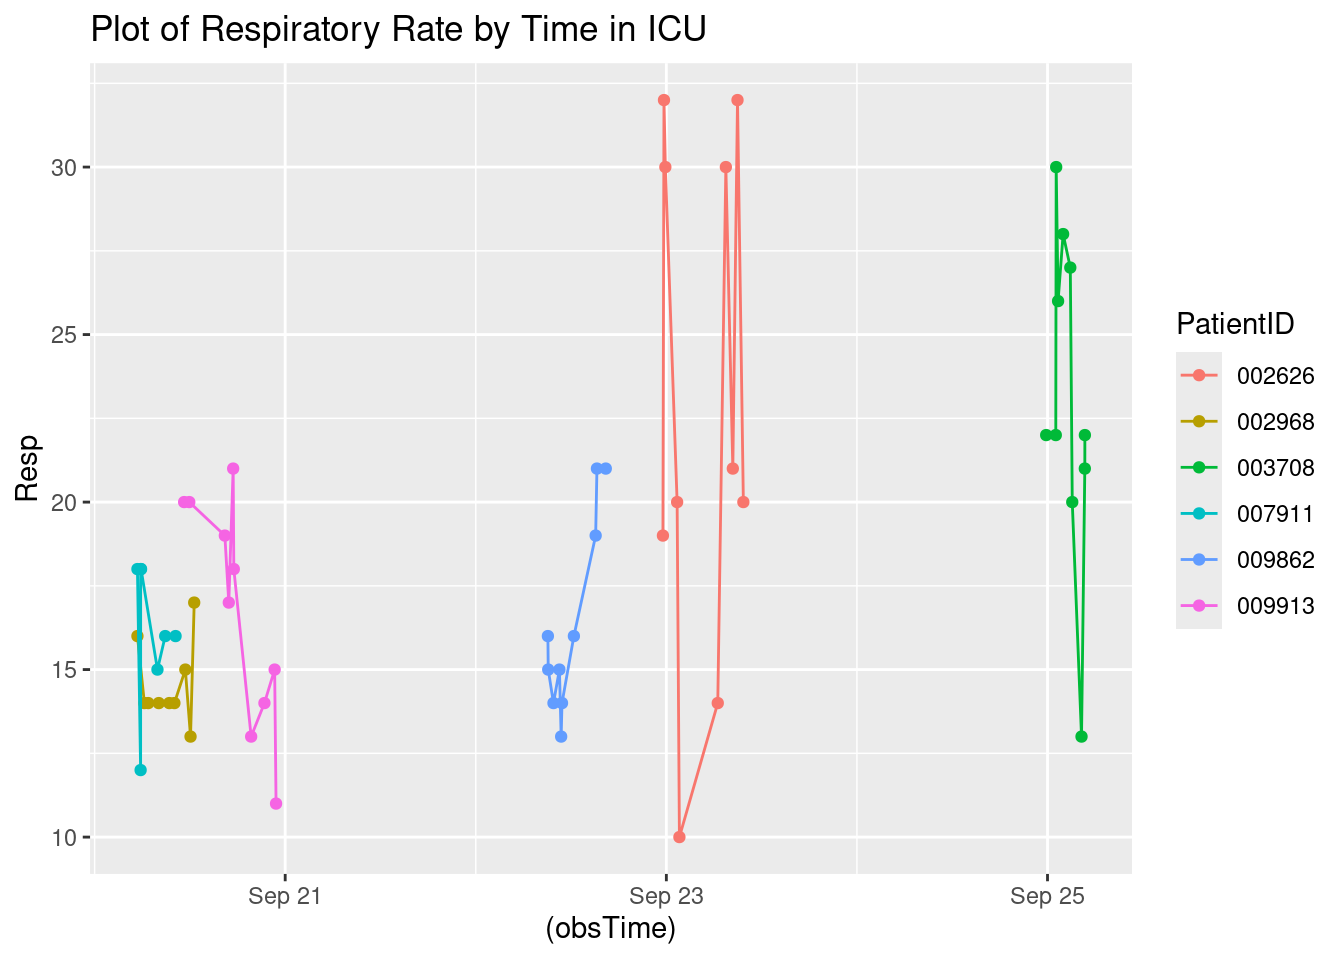 Plot of Respiratory Rate by Time in ICU
30
25
20
15
10
Resp
Sep 21
Sep 23
Sep 25
(obsTime)
PatientID
002626
002968
003708
007911
009862
009913